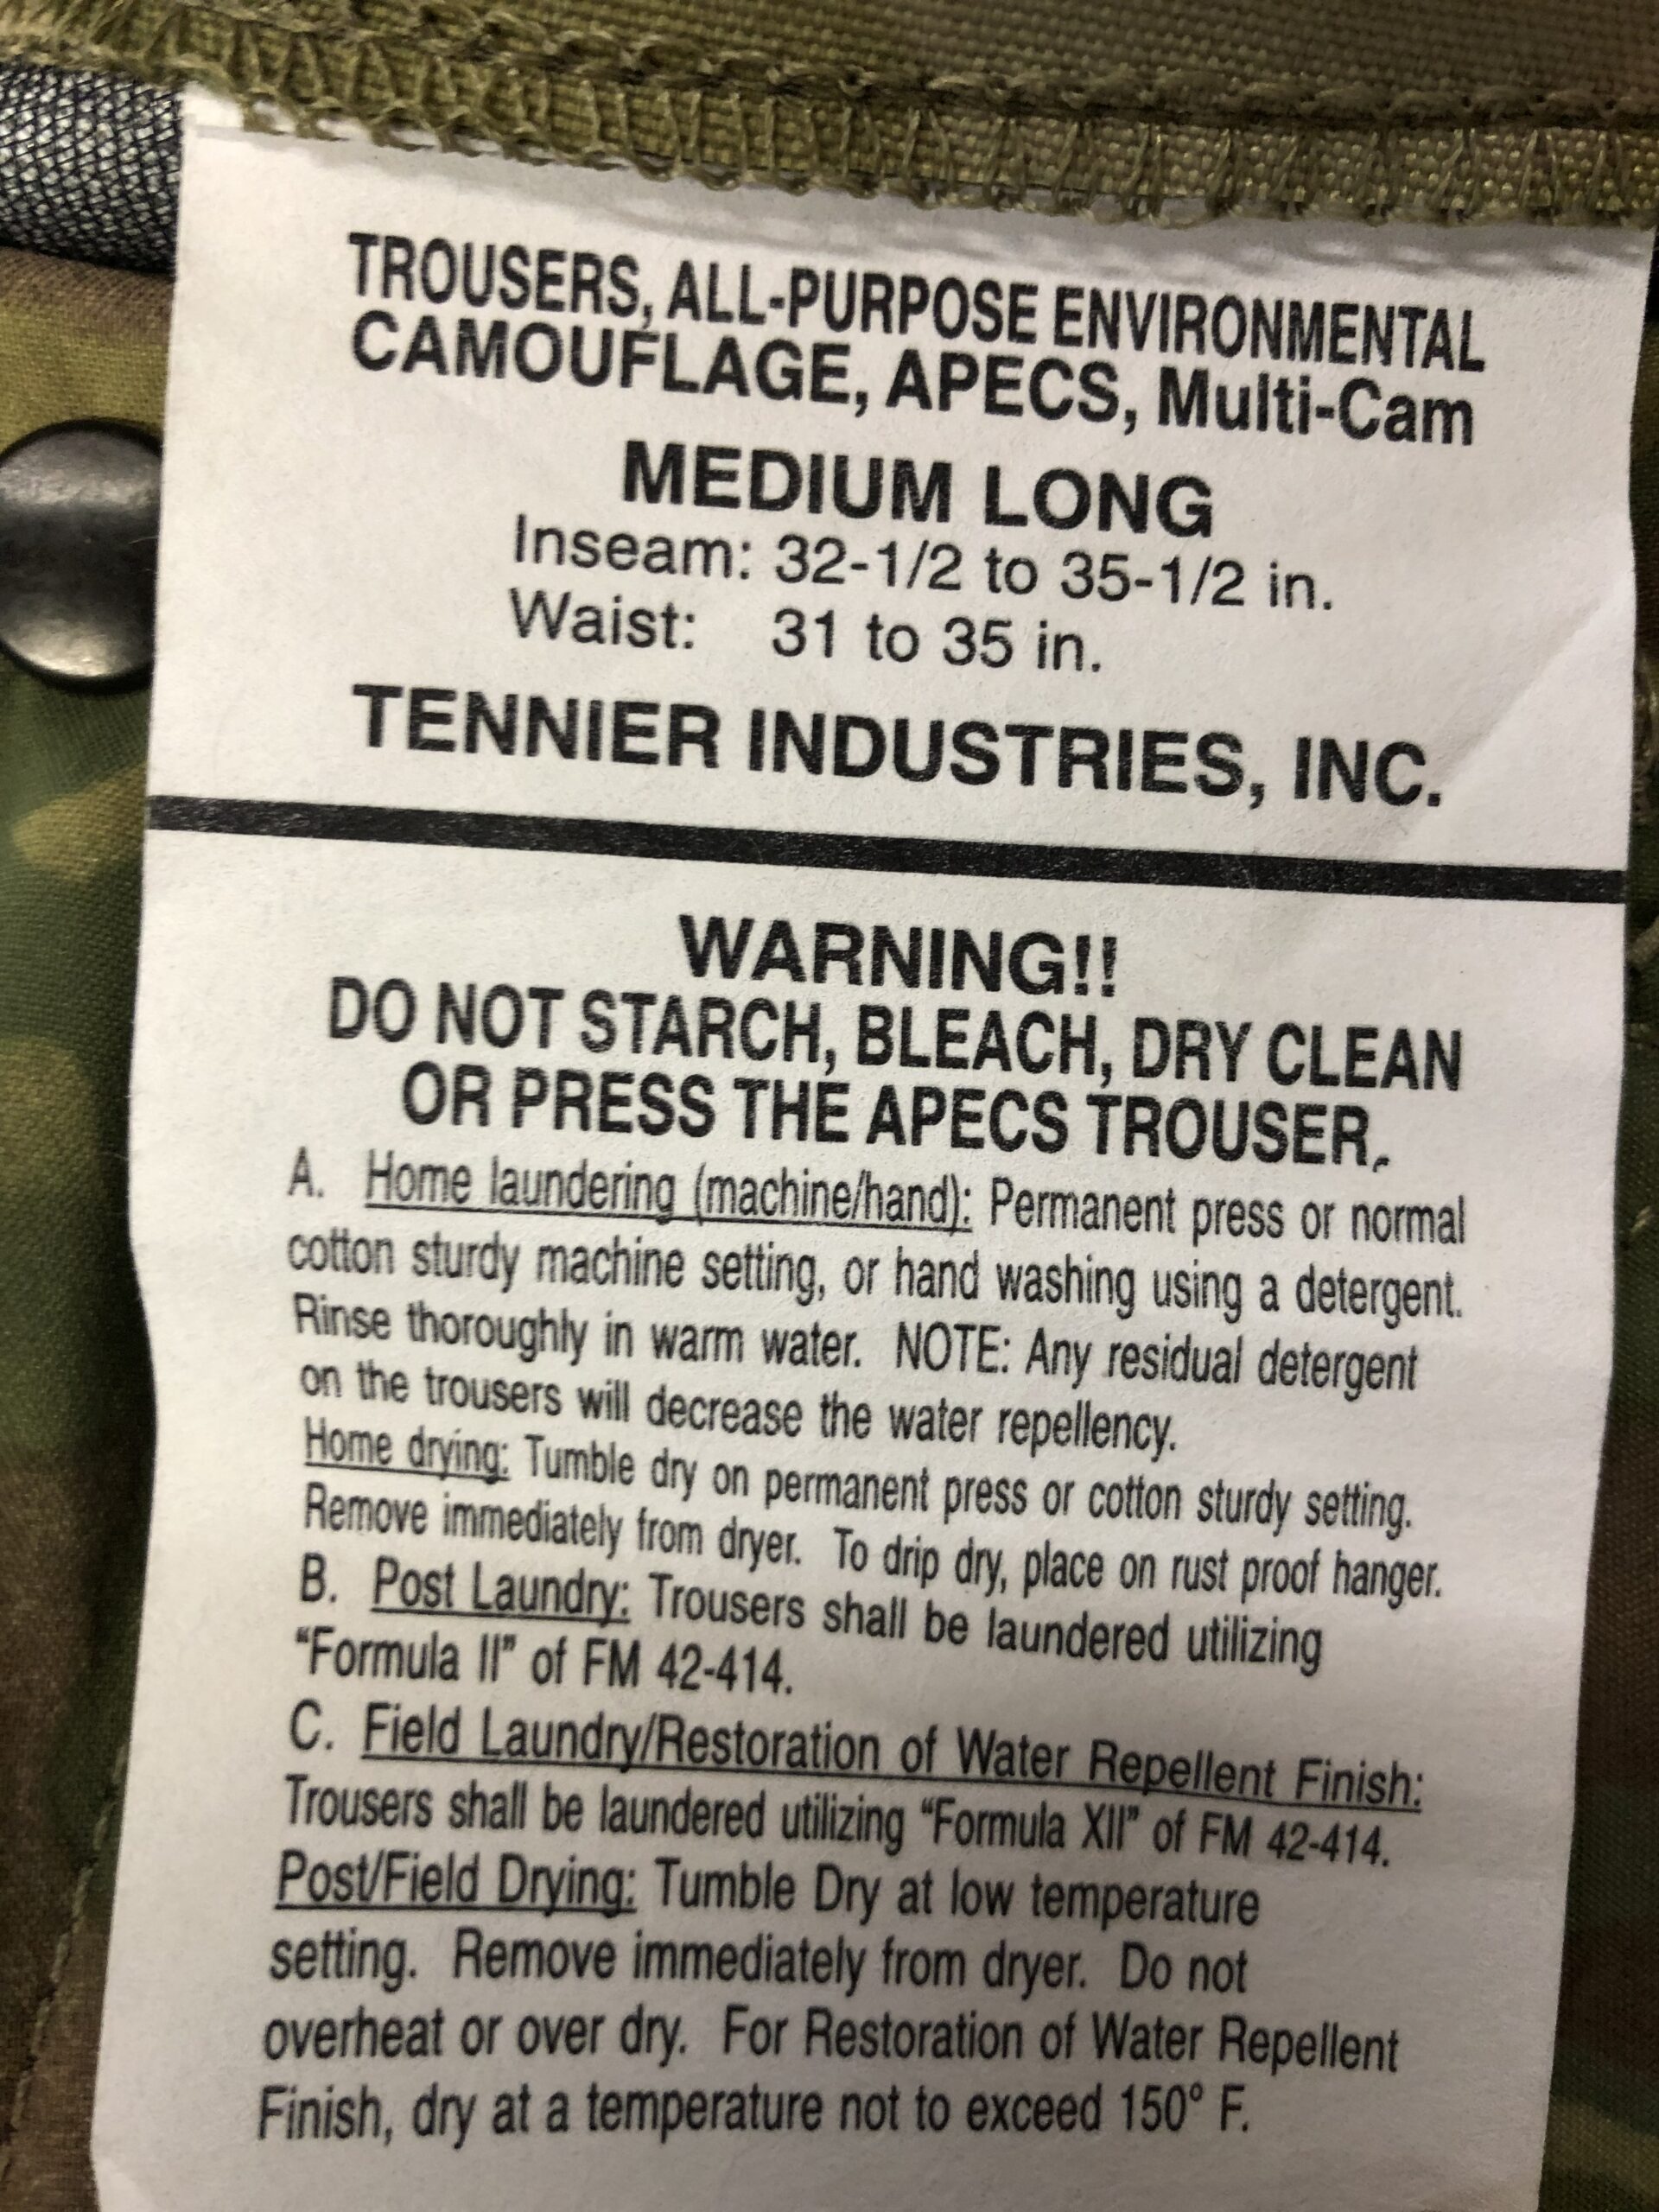 TROUSERS, ALL-PURPOSE ENVIRONMENTAL
CAMOUFLAGE, APECS, Multi-Cam
MEDIUM LONG
Inseam: 32-1/2 to 35-1/2 in.
Waist: 31 to 35 in.
TENNIER INDUSTRIES, INC.
WARNING!!
DO NOT STARCH, BLEACH, DRY CLEAN
OR PRESS THE APECS TROUSER.
A. Home laundering (machine/hand): Permanent press or normal
cotton sturdy machine setting, or hand washing using a detergent.
Rinse thoroughly in warm water. NOTE: Any residual detergent
on the trousers will decrease the water repellency.
Home drying: Tumble dry on permanent press or cotton sturdy setting.
Remove immediately from dryer. To drip dry, place on rust proof hanger.
B. Post Laundry: Trousers shall be laundered utilizing
“Formula II” of FM 42-414.
C. Field Laundry/Restoration of Water Repellent Finish:
Trousers shall be laundered utilizing “Formula XII” of FM 42-414.
Post/Field Drying: Tumble Dry at low temperature
setting. Remove immediately from dryer. Do not
overheat or over dry. For Restoration of Water Repellent
Finish, dry at a temperature not to exceed 150° F.